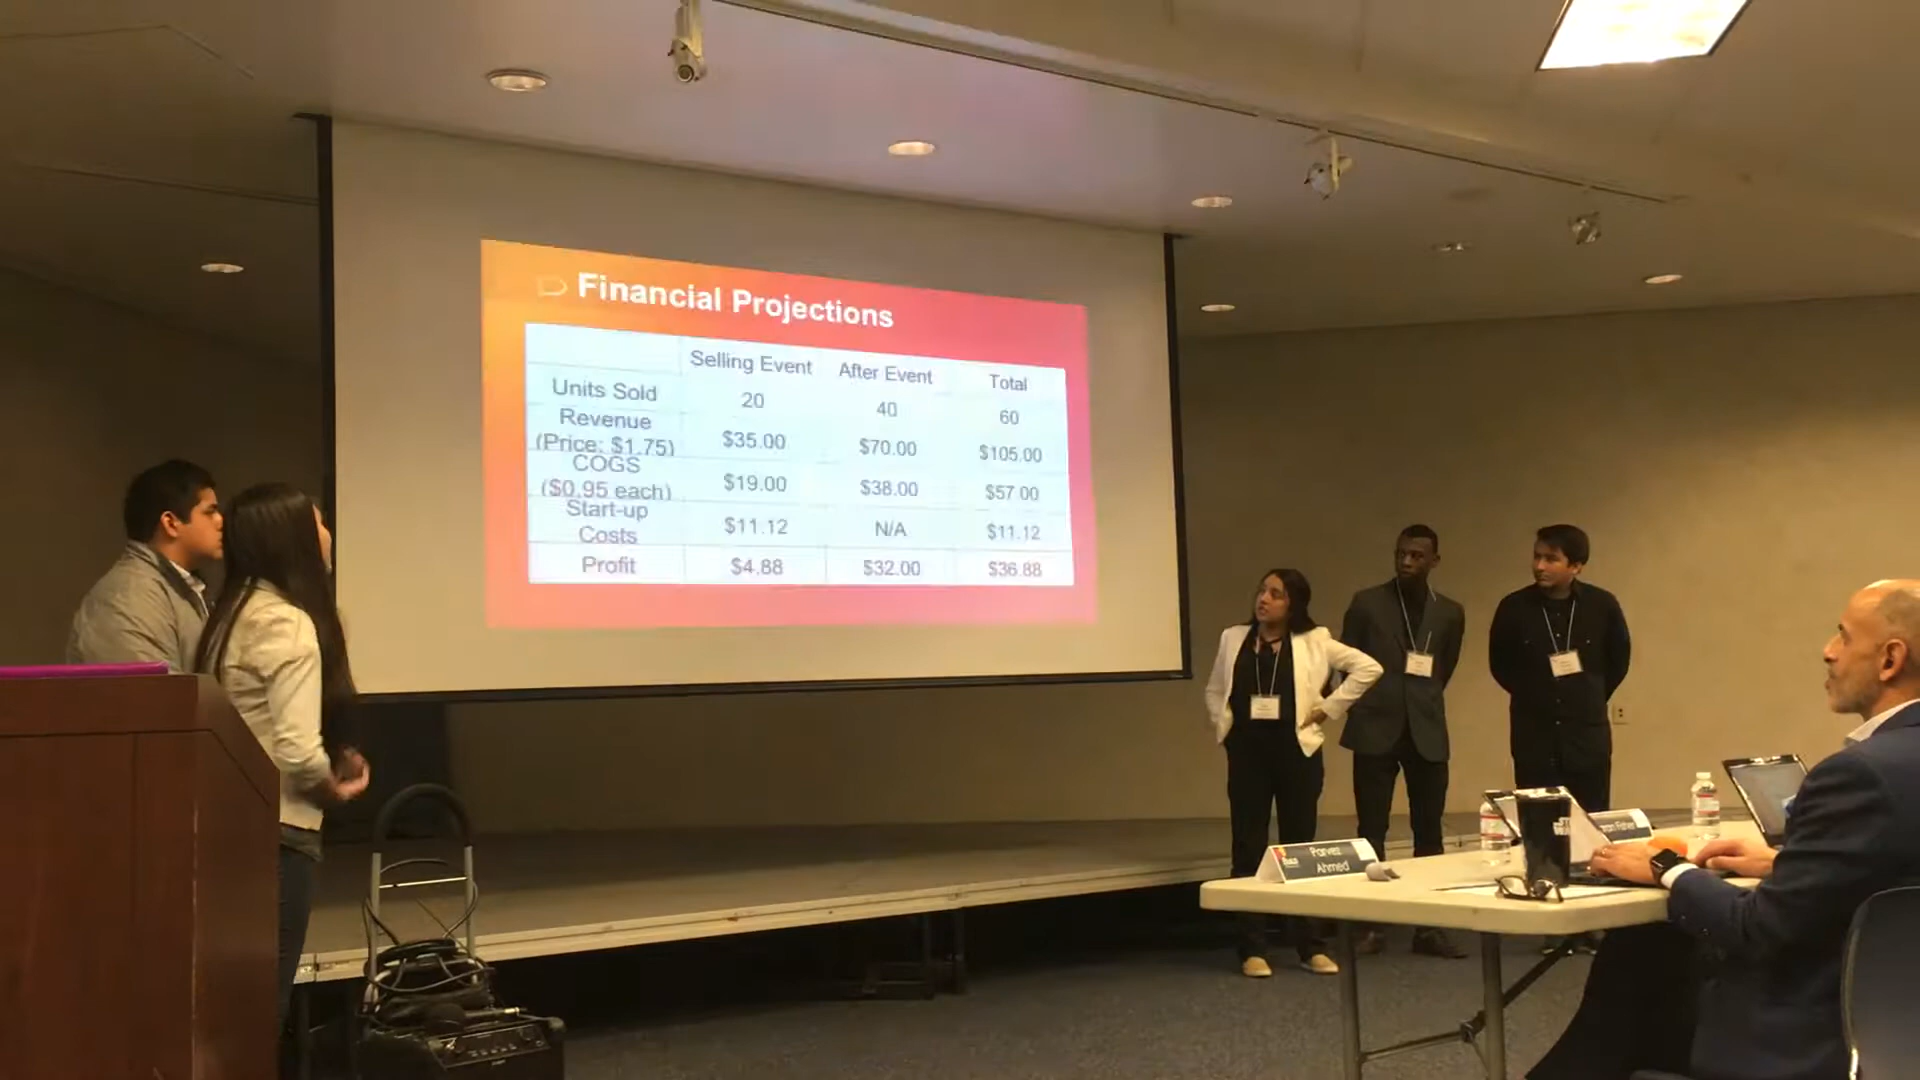 Financial Projections
Selling Event After Event Total
Units Sold 20 40 60
Revenue
(Price: $1.75) $35.00 $70.00 $105.00
COGS
($0.95 each) $19.00 $38.00 $57.00
Start-up
Costs $11.12 N/A $11.12
Profit $4.88 $32.00 $36.88
Parvez
Ahmed
Fisher